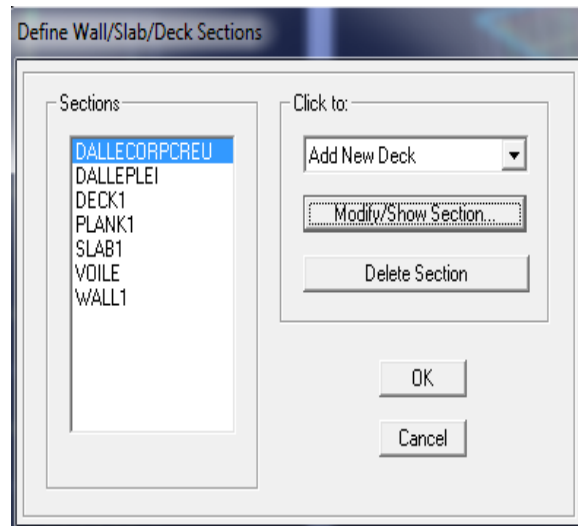 Define Wall/Slab/Deck Sections
Sections
DALLECORPCREU
DALLEPLEI
DECK1
PLANK1
SLAB1
VOILE
WALL1
Click to:
Add New Deck
Modify/Show Section...
Delete Section
OK
Cancel